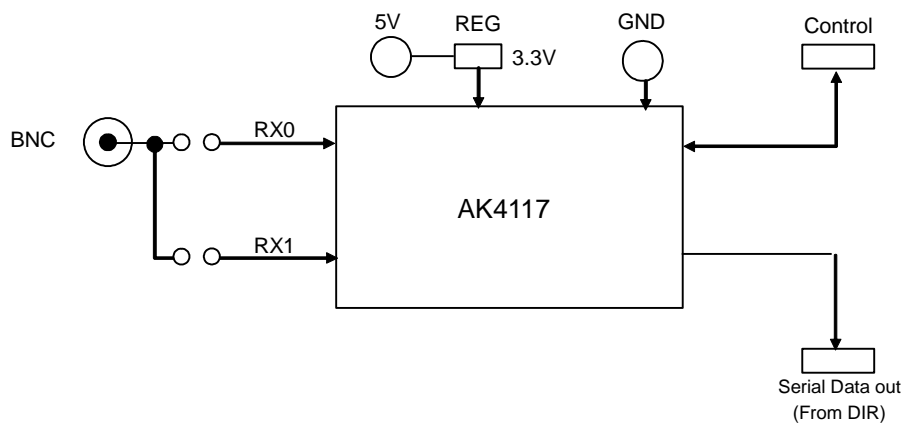 5V
REG
3.3V
GND
Control
BNC
RX0
AK4117
RX1
Serial Data out
(From DIR)